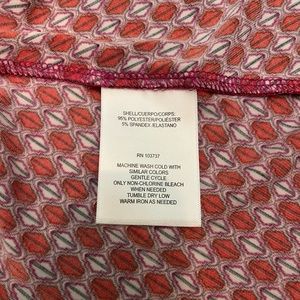 SHELL/CUERPO/CORPS:
95% POLYESTER/POLIÉSTER
5% SPANDEX /ELASTANO
RN 103737
MACHINE WASH COLD WITH
SIMILAR COLORS
GENTLE CYCLE
ONLY NON-CHLORINE BLEACH
WHEN NEEDED
TUMBLE DRY LOW
WARM IRON AS NEEDED